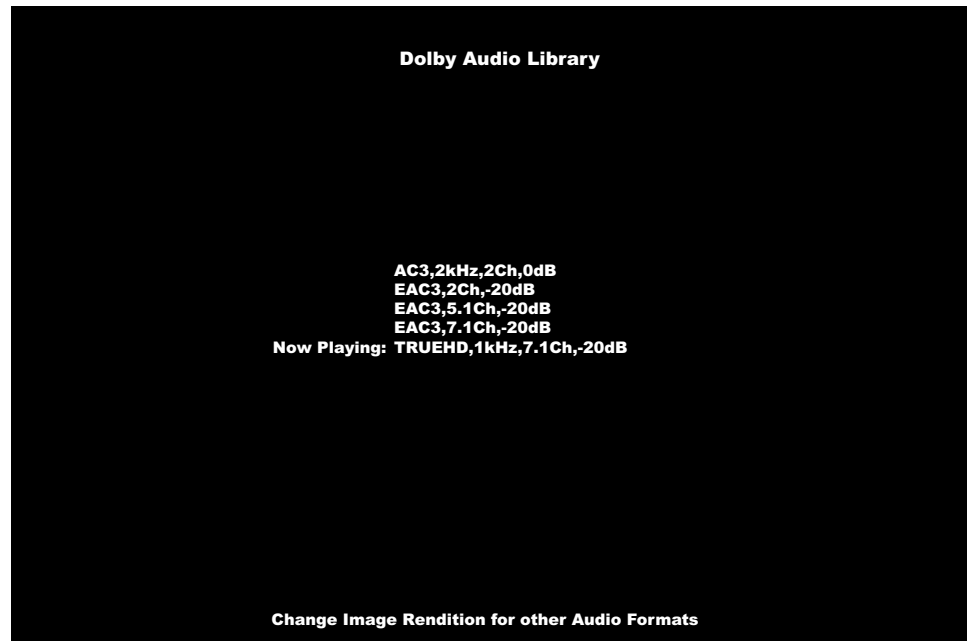 Dolby Audio Library
AC3,2kHz,2Ch,0dB
EAC3,2Ch,-20dB
EAC3,5.1Ch,-20dB
EAC3,7.1Ch,-20dB
Now Playing: TRUEHD,1kHz,7.1Ch,-20dB
Change Image Rendition for other Audio Formats